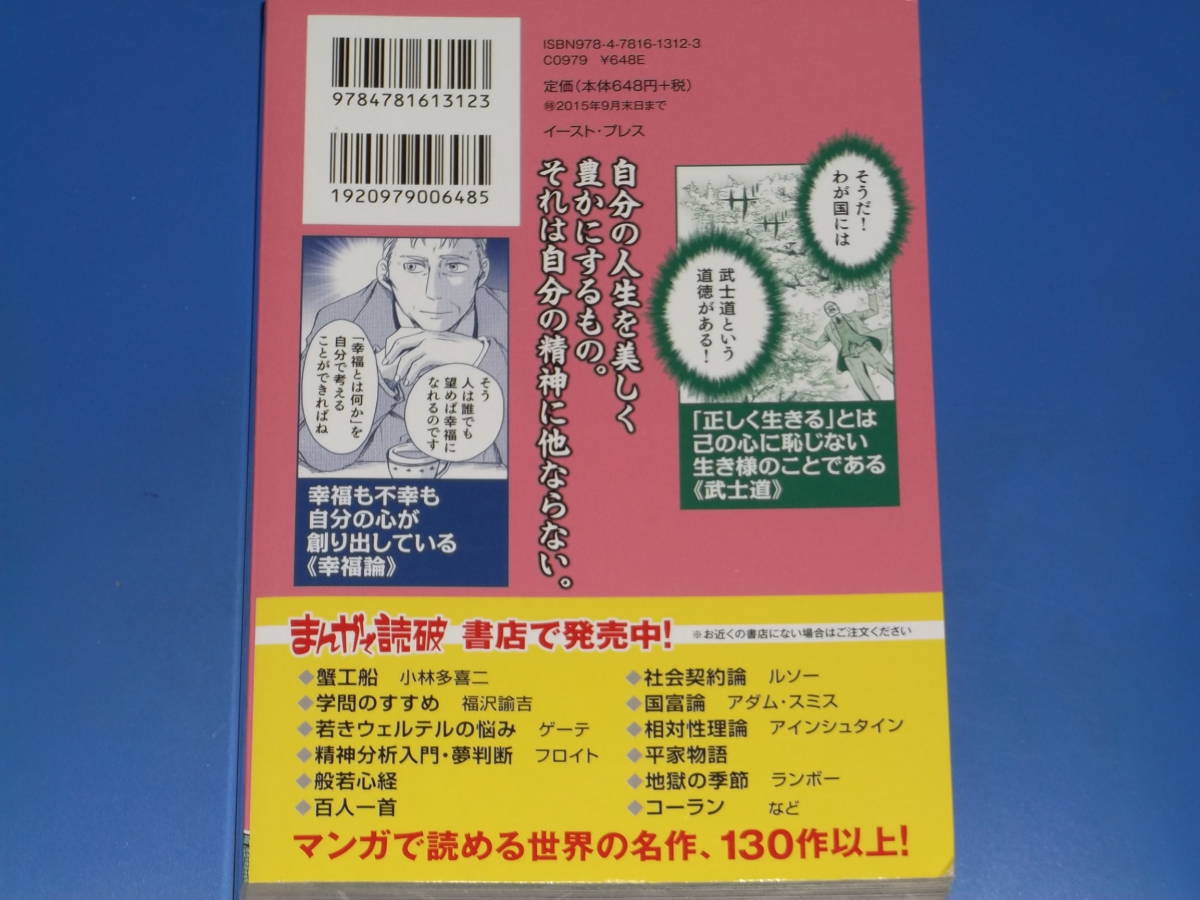 ISBN978-4-7816-1312-3
C0979 ¥648E
定価(本体648円+税)
㊕2015年9月末日まで
イースト・プレス
9784781613123
1920979006485
自分の人生を美しく
豊かにするもの。
それは自分の精神に他ならない。
そうだ!
わが国には
武士道という
道徳がある!
「正しく生きる」とは
己の心に恥じない
生き様のことである
《武士道》
そう
人は誰でも
望めば幸福に
なれるのです
「幸福とは何か」を
自分で考える
ことができればね
幸福も不幸も
自分の心が
創り出している
《幸福論》
まんがで読破 書店で発売中! ※お近くの書店にない場合はご注文ください
◆蟹工船 小林多喜二
◆学問のすすめ 福沢諭吉
◆若きウェルテルの悩み ゲーテ
◆精神分析入門・夢判断 フロイト
◆般若心経
◆百人一首
◆社会契約論 ルソー
◆国富論 アダム・スミス
◆相対性理論 アインシュタイン
◆平家物語
◆地獄の季節 ランボー
◆コーラン など
マンガで読める世界の名作、130作以上!